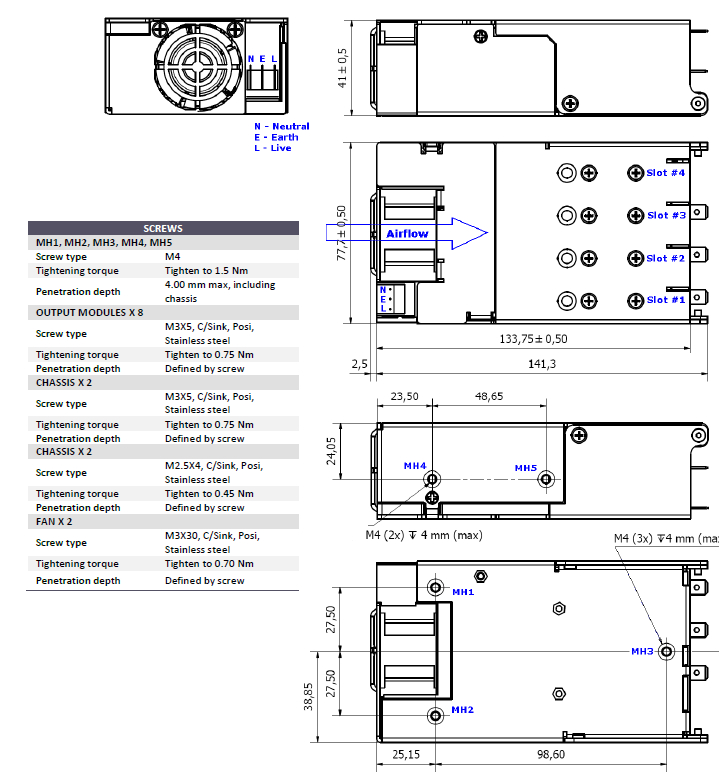 N E L
N - Neutral
E - Earth
L - Live
41± 0,5
77,7± 0,50
Airflow
N
E
L
Slot #4
Slot #3
Slot #2
Slot #1
133,75± 0,50
2,5
141,3
SCREWS
MH1, MH2, MH3, MH4, MH5
Screw type M4
Tightening torque Tighten to 1.5 Nm
Penetration depth 4.00 mm max, including
chassis
OUTPUT MODULES X 8
Screw type M3X5, C/Sink, Posi,
Stainless steel
Tightening torque Tighten to 0.75 Nm
Penetration depth Defined by screw
CHASSIS X 2
Screw type M3X5, C/Sink, Posi,
Stainless steel
Tightening torque Tighten to 0.75 Nm
Penetration depth Defined by screw
CHASSIS X 2
Screw type M2.5X4, C/Sink, Posi,
Stainless steel
Tightening torque Tighten to 0.45 Nm
Penetration depth Defined by screw
FAN X 2
Screw type M3X30, C/Sink, Posi,
Stainless steel
Tightening torque Tighten to 0.70 Nm
Penetration depth Defined by screw
23,50
48,65
24,05
MH4
MH5
M4 (2x) ↧ 4 mm (max)
M4 (3x) ↧4 mm (max
MH1
MH3
MH2
27,50
27,50
38,85
25,15
98,60